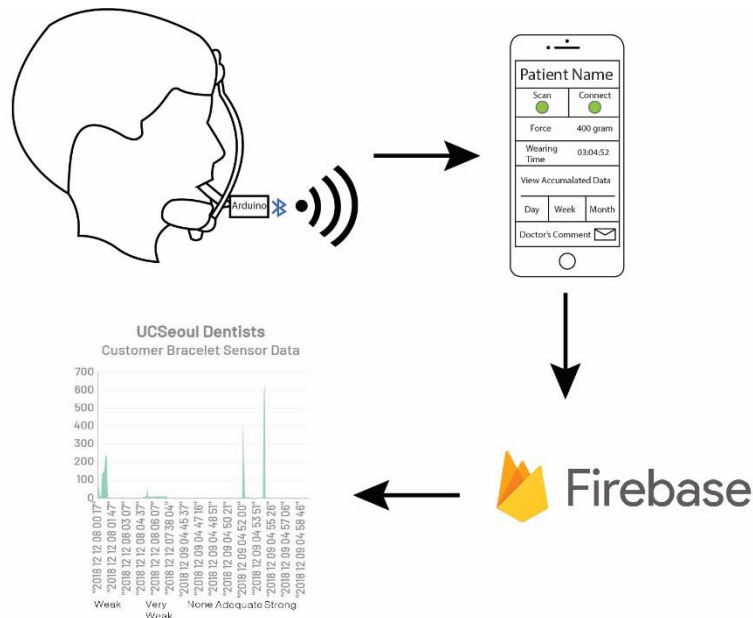 Patient Name
Scan Connect
Force 400 gram
Wearing Time 03:04:52
View Accumalated Data
Day Week Month
Doctor's Comment
Arduino
UCSeoul Dentists
Customer Bracelet Sensor Data
700
600
500
400
300
200
100
0
"2018 12 12 08 00 17"
"2018 12 12 08 01 47"
"2018 12 12 08 03 07"
"2018 12 12 08 04 37"
"2018 12 12 08 06 07"
"2018 12 12 07 38 04"
"2018 12 09 04 45 37"
"2018 12 09 04 47 16"
"2018 12 09 04 48 51"
"2018 12 09 04 50 21"
"2018 12 09 04 52 00"
"2018 12 09 04 53 51"
"2018 12 09 04 55 26"
"2018 12 09 04 57 06"
"2018 12 09 04 58 46"
Weak Very Weak None Adequate Strong
Firebase